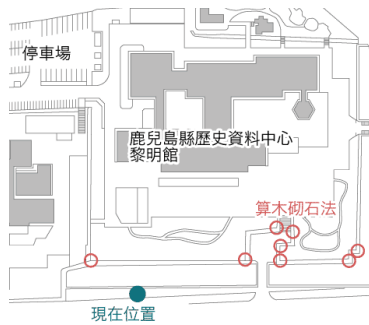 停車場
鹿兒島縣歷史資料中心
黎明館
算木砌石法
現在位置